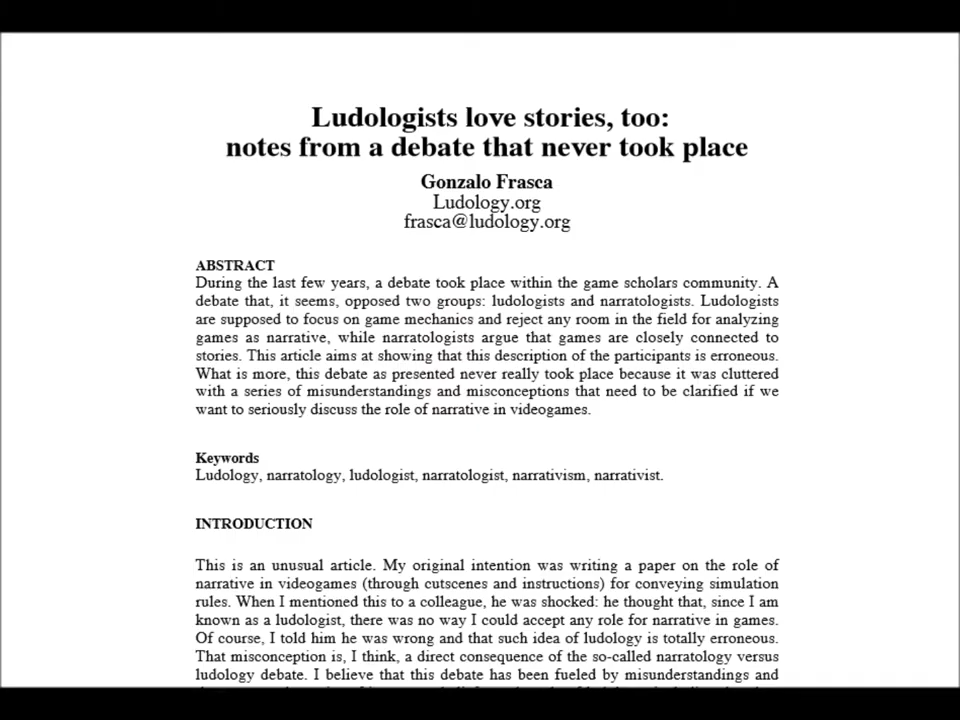 Ludologists love stories, too:
notes from a debate that never took place
Gonzalo Frasca
Ludology.org
frasca@ludology.org
ABSTRACT
During the last few years, a debate took place within the game scholars community. A
debate that, it seems, opposed two groups: ludologists and narratologists. Ludologists
are supposed to focus on game mechanics and reject any room in the field for analyzing
games as narrative, while narratologists argue that games are closely connected to
stories. This article aims at showing that this description of the participants is erroneous.
What is more, this debate as presented never really took place because it was cluttered
with a series of misunderstandings and misconceptions that need to be clarified if we
want to seriously discuss the role of narrative in videogames.
Keywords
Ludology, narratology, ludologist, narratologist, narrativism, narrativist.
INTRODUCTION
This is an unusual article. My original intention was writing a paper on the role of
narrative in videogames (through cutscenes and instructions) for conveying simulation
rules. When I mentioned this to a colleague, he was shocked: he thought that, since I am
known as a ludologist, there was no way I could accept any role for narrative in games.
Of course, I told him he was wrong and that such idea of ludology is totally erroneous.
That misconception is, I think, a direct consequence of the so-called narratology versus
ludology debate. I believe that this debate has been fueled by misunderstandings and